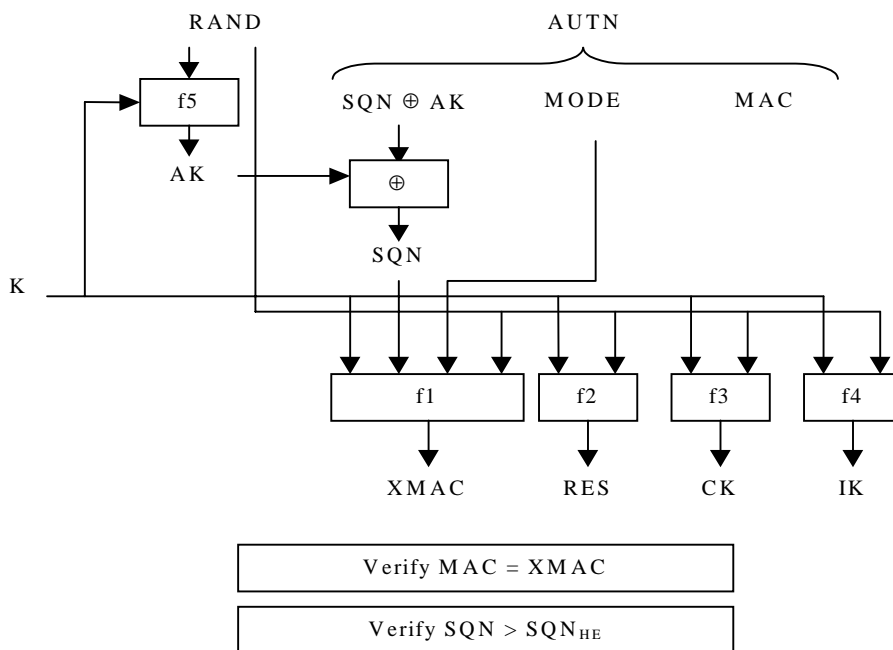 RAND
AUTN
f5
SQN ⊕ AK
MODE
MAC
AK
⊕
SQN
K
f1
f2
f3
f4
XMAC
RES
CK
IK
Verify MAC = XMAC
Verify SQN > SQN_HE